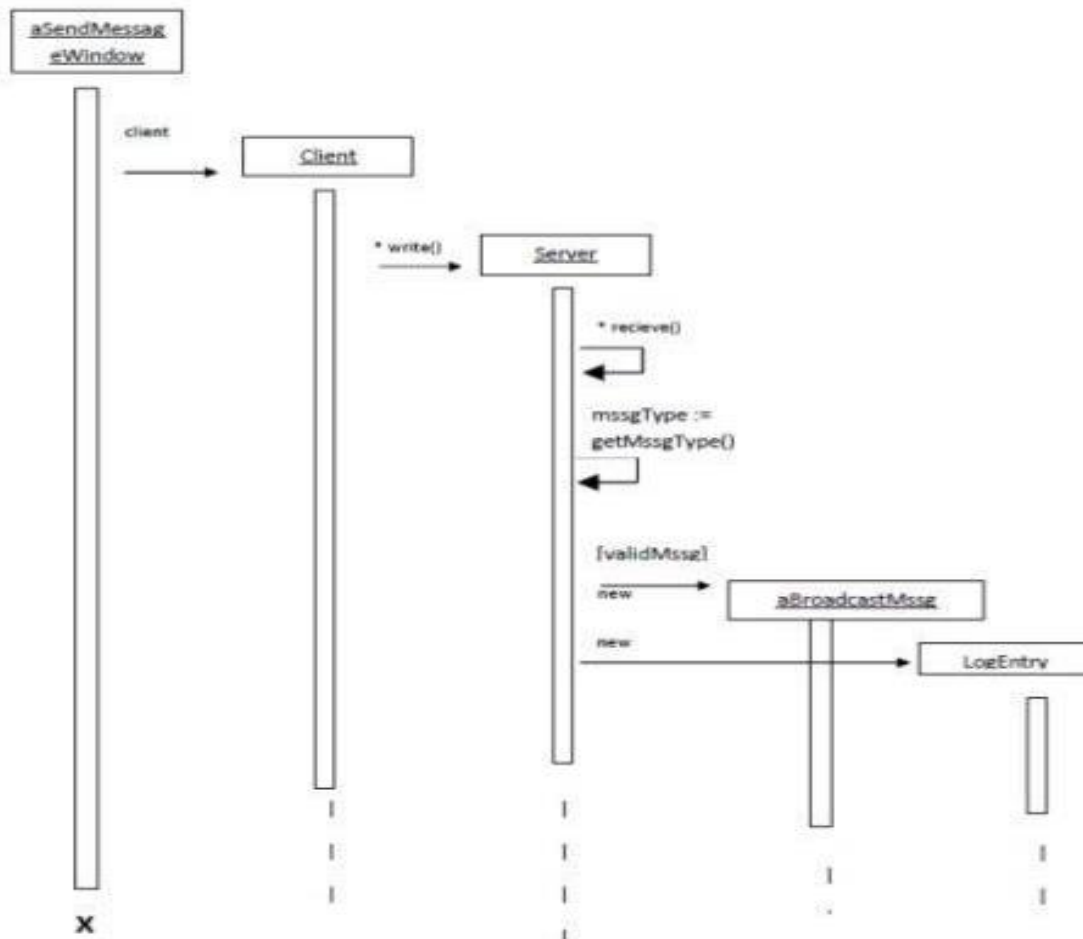 aSendMessag
eWindow
client
Client
* write()
Server
* recieve()
mssgType :=
getMssgType()
[validMssg]
new
aBroadcastMssg
new
LogEntry
X